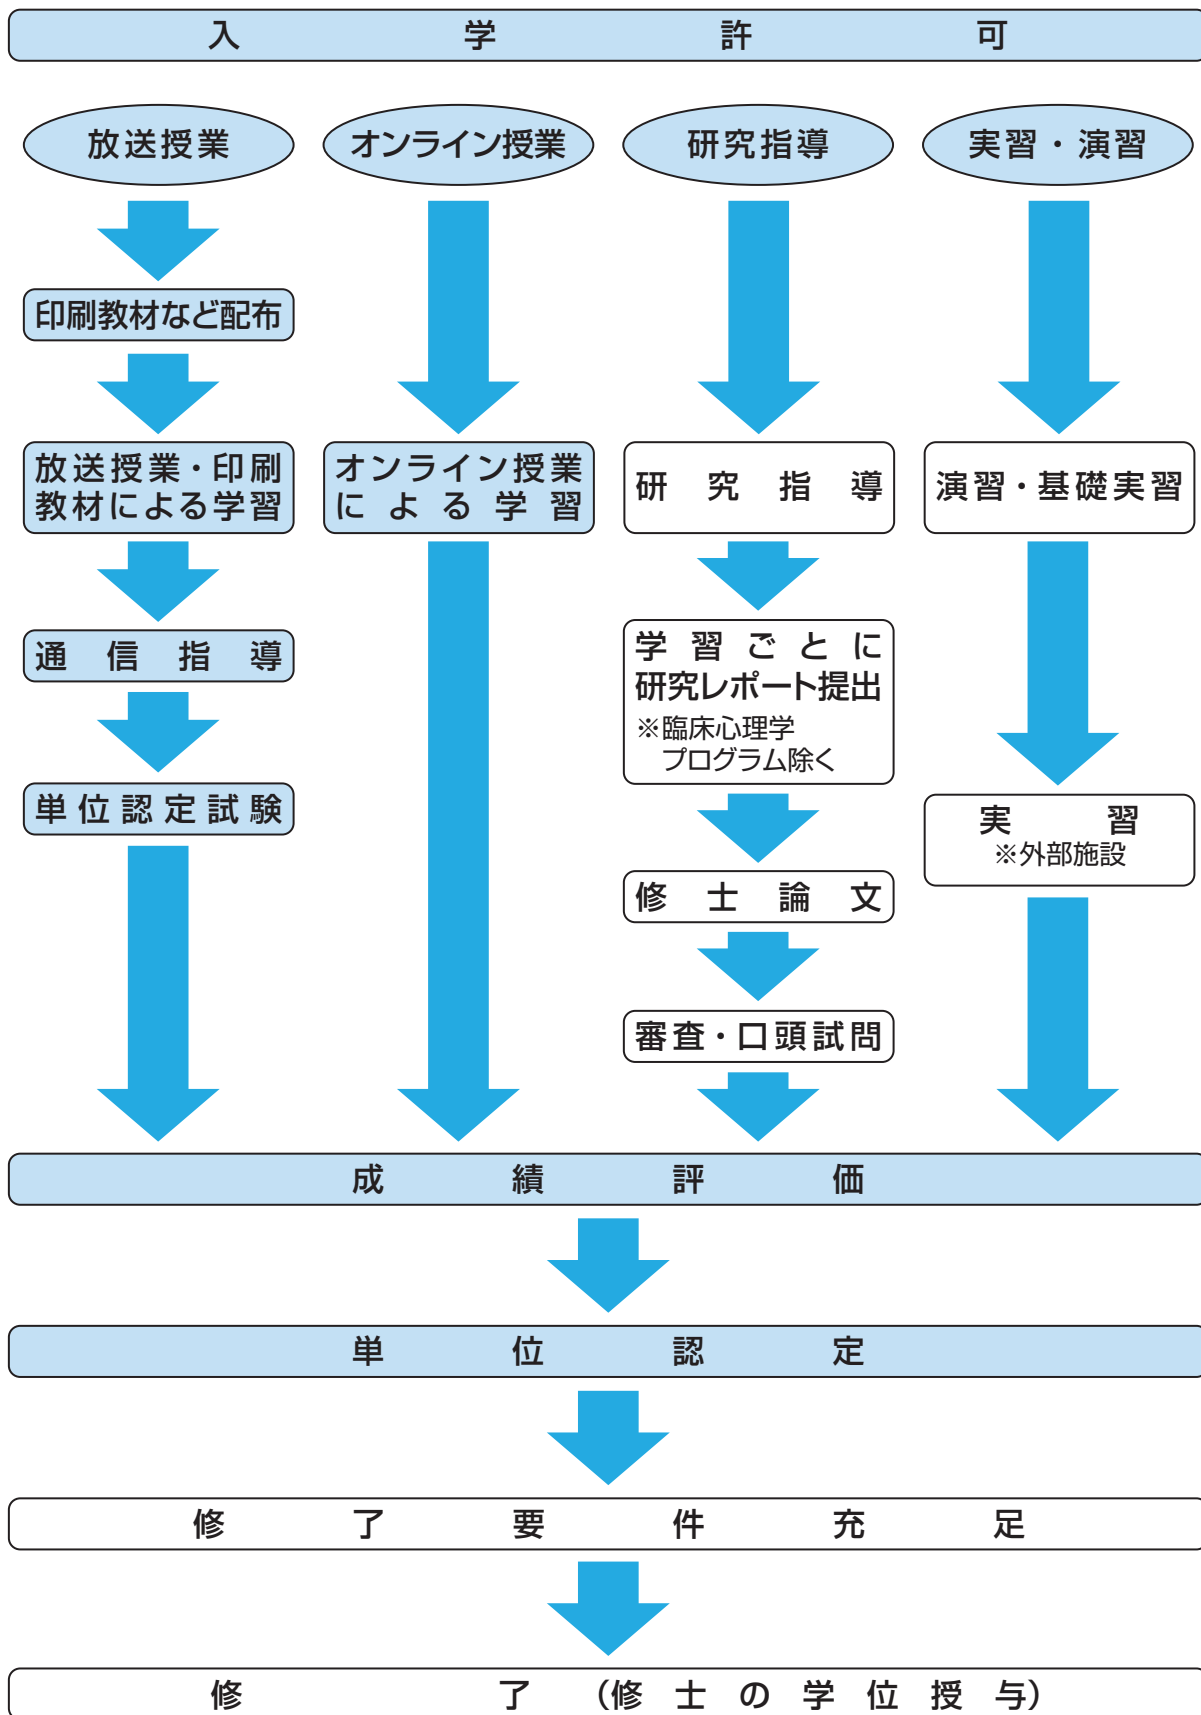 入学許可
放送授業
オンライン授業
研究指導
実習・演習
印刷教材など配布
放送授業・印刷
教材による学習
オンライン授業
による学習
研究指導
演習・基礎実習
通信指導
学習ごとに
研究レポート提出
※臨床心理学
プログラム除く
単位認定試験
実習
※外部施設
修士論文
審査・口頭試問
成績評価
単位認定
修了要件充足
修了(修士の学位授与)